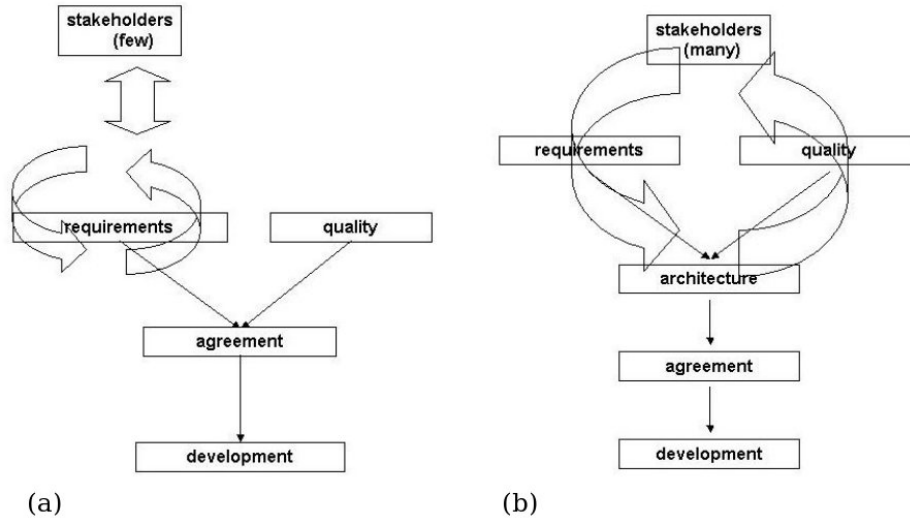 stakeholders
(few)
requirements
quality
agreement
development
(a)
stakeholders
(many)
requirements
quality
architecture
agreement
development
(b)